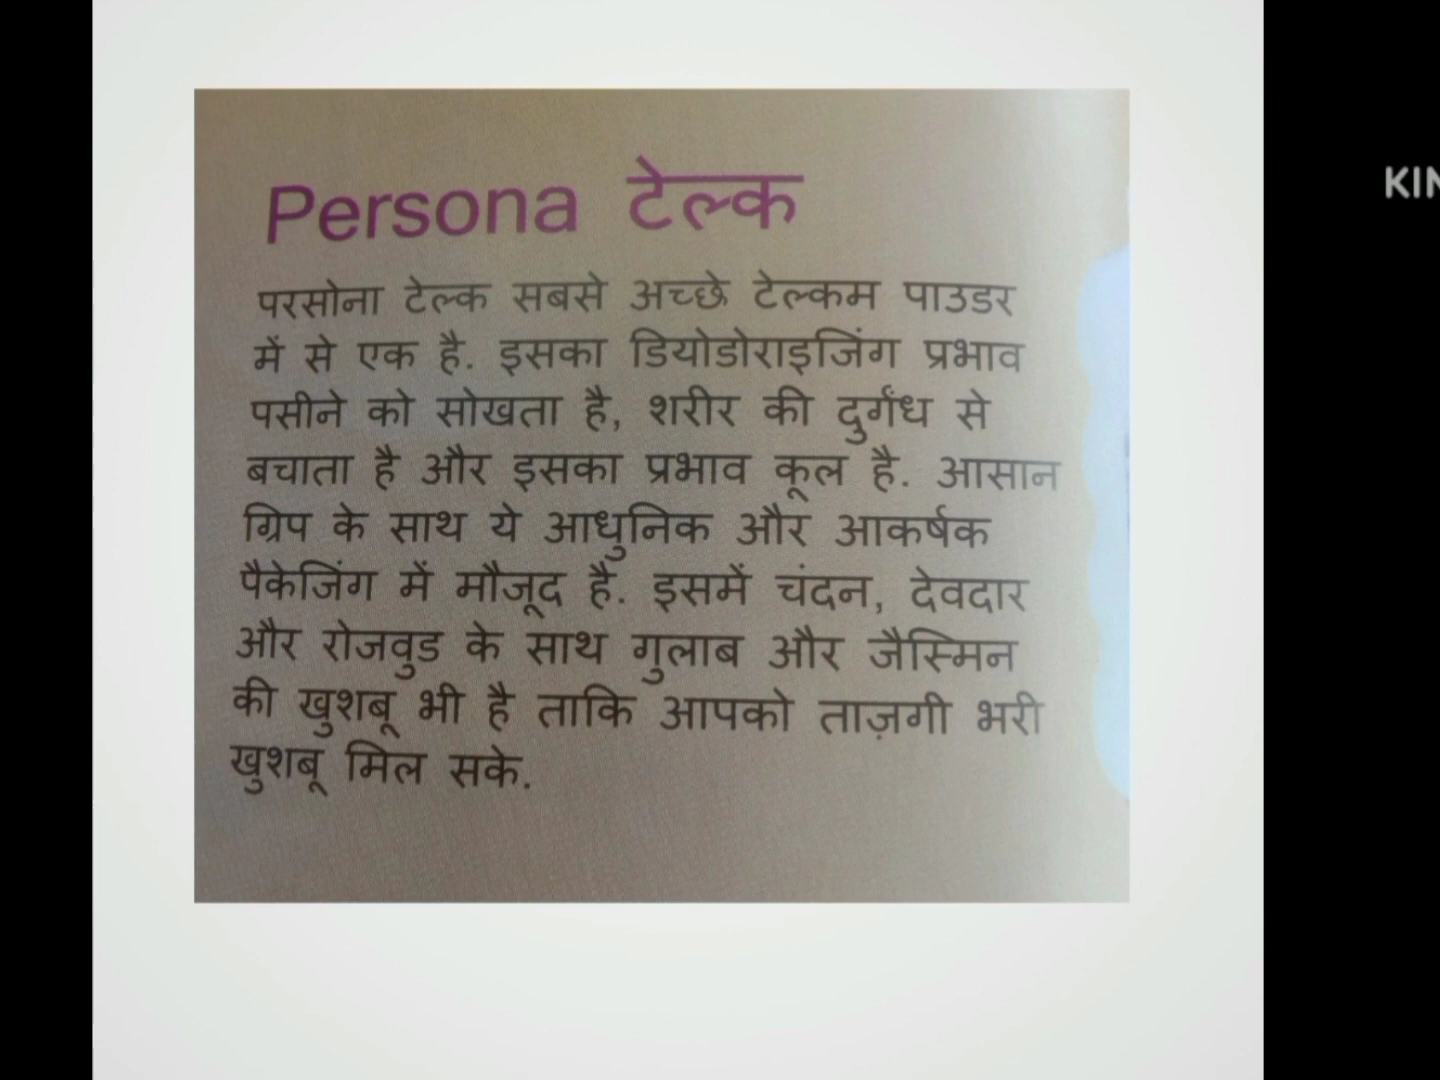 Persona टेल्क
परसोना टेल्क सबसे अच्छे टेल्कम पाउडर
में से एक है. इसका डियोडोराइजिंग प्रभाव
पसीने को सोखता है, शरीर की दुर्गंध से
बचाता है और इसका प्रभाव कूल है. आसान
ग्रिप के साथ ये आधुनिक और आकर्षक
पैकेजिंग में मौजूद है. इसमें चंदन, देवदार
और रोजवुड के साथ गुलाब और जैस्मिन
की खुशबू भी है ताकि आपको ताज़गी भरी
खुशबू मिल सके.